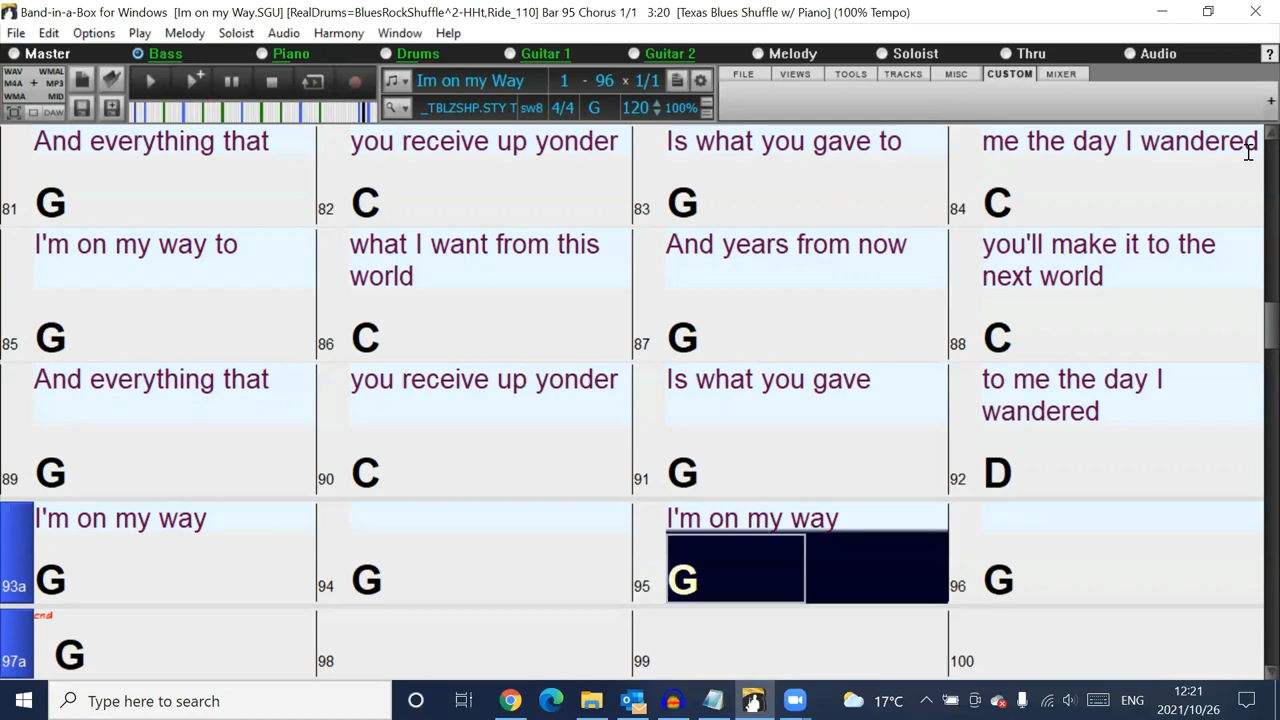 Band-in-a-Box for Windows [Im on my Way.SGU] [RealDrums=BluesRockShuffle^2-HHt,Ride_110] Bar 95 Chorus 1/1 3:20 [Texas Blues Shuffle w/ Piano] (100% Tempo)
File Edit Options Play Melody Soloist Audio Harmony Window Help
Master Bass Piano Drums Guitar 1 Guitar 2 Melody Soloist Thru Audio ?
WAV WMAL
M4A + MP3
WMA MID
DAW
Im on my Way 1 - 96 x 1/1
_TBLZSHP.STY T sw8 4/4 G 120 100%
FILE VIEWS TOOLS TRACKS MISC CUSTOM MIXER
+
And everything that you receive up yonder Is what you gave to me the day I wandered
81 G 82 C 83 G 84 C
I'm on my way to what I want from this And years from now you'll make it to the
world next world
85 G 86 C 87 G 88 C
And everything that you receive up yonder Is what you gave to me the day I
wandered
89 G 90 C 91 G 92 D
I'm on my way I'm on my way
93a G 94 G 95 G 96 G
end
97a G 98 99 100
Type here to search 17°C ENG 12:21
2021/10/26